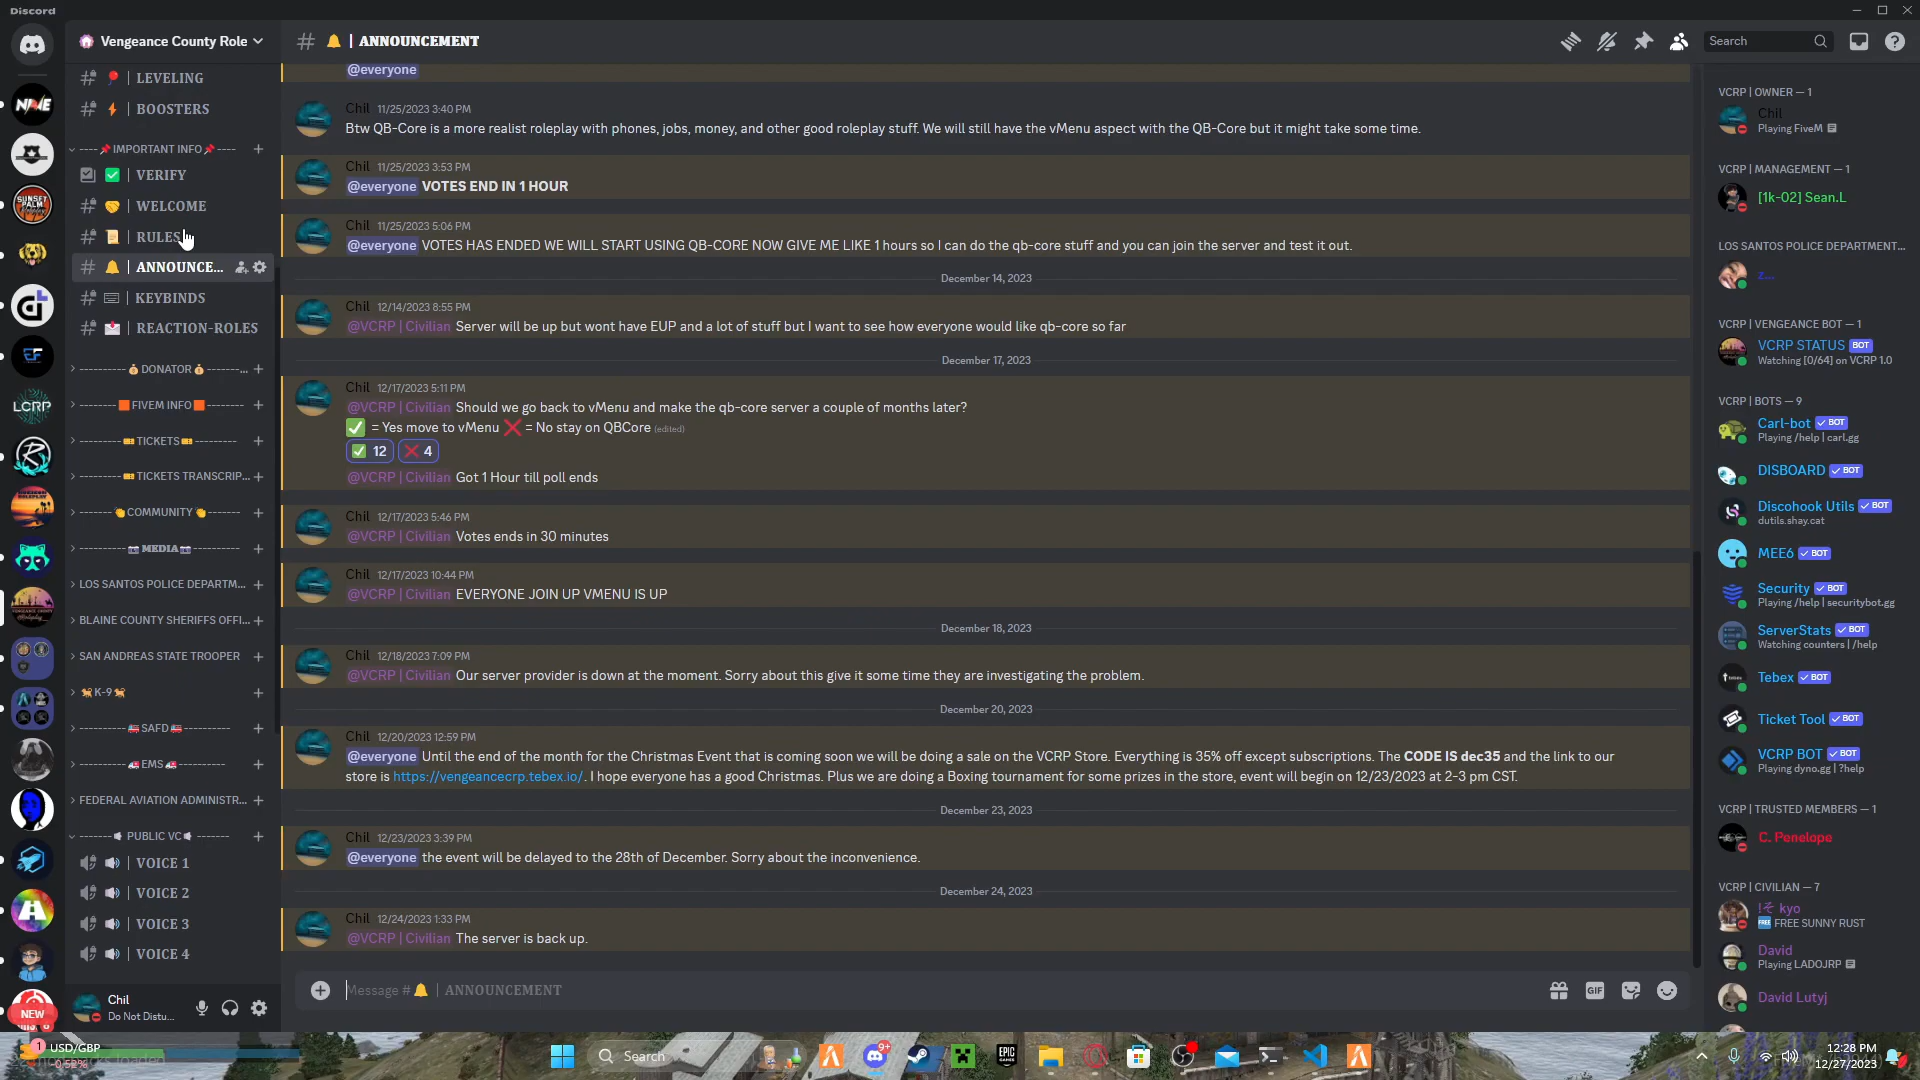 Discord
Vengeance County Role
LEVELING
BOOSTERS
----📌IMPORTANT INFO📌----
VERIFY
WELCOME
RULES
ANNOUNCE...
KEYBINDS
REACTION-ROLES
----------💰DONATOR💰-------...
--------🟧FIVEM INFO🟧--------
---------🎫TICKETS🎫---------
---------🎫TICKETS TRANSCRIP...
-------👏COMMUNITY👏-------
----------📷MEDIA📷----------
LOS SANTOS POLICE DEPARTM...
BLAINE COUNTY SHERIFFS OFFI...
SAN ANDREAS STATE TROOPER
🐕K-9🐕
----------🚒SAFD🚒----------
----------🚑EMS🚑----------
FEDERAL AVIATION ADMINISTR...
-------🔊 PUBLIC VC🔊 -------
VOICE 1
VOICE 2
VOICE 3
VOICE 4
Chil
Do Not Distu...
NEW
NIME
SUNSET PALM
LCRP
# 🔔 | ANNOUNCEMENT
Search
@everyone
Chil 11/25/2023 3:40 PM
Btw QB-Core is a more realist roleplay with phones, jobs, money, and other good roleplay stuff. We will still have the vMenu aspect with the QB-Core but it might take some time.
Chil 11/25/2023 3:53 PM
@everyone VOTES END IN 1 HOUR
Chil 11/25/2023 5:06 PM
@everyone VOTES HAS ENDED WE WILL START USING QB-CORE NOW GIVE ME LIKE 1 hours so I can do the qb-core stuff and you can join the server and test it out.
December 14, 2023
Chil 12/14/2023 8:55 PM
@VCRP | Civilian Server will be up but wont have EUP and a lot of stuff but I want to see how everyone would like qb-core so far
December 17, 2023
Chil 12/17/2023 5:11 PM
@VCRP | Civilian Should we go back to vMenu and make the qb-core server a couple of months later?
✅ = Yes move to vMenu ❌ = No stay on QBCore (edited)
✅ 12 ❌ 4
@VCRP | Civilian Got 1 Hour till poll ends
Chil 12/17/2023 5:46 PM
@VCRP | Civilian Votes ends in 30 minutes
Chil 12/17/2023 10:44 PM
@VCRP | Civilian EVERYONE JOIN UP VMENU IS UP
December 18, 2023
Chil 12/18/2023 7:09 PM
@VCRP | Civilian Our server provider is down at the moment. Sorry about this give it some time they are investigating the problem.
December 20, 2023
Chil 12/20/2023 12:59 PM
@everyone Until the end of the month for the Christmas Event that is coming soon we will be doing a sale on the VCRP Store. Everything is 35% off except subscriptions. The CODE IS dec35 and the link to our
store is https://vengeancecrp.tebex.io/. I hope everyone has a good Christmas. Plus we are doing a Boxing tournament for some prizes in the store, event will begin on 12/23/2023 at 2-3 pm CST.
December 23, 2023
Chil 12/23/2023 3:39 PM
@everyone the event will be delayed to the 28th of December. Sorry about the inconvenience.
December 24, 2023
Chil 12/24/2023 1:33 PM
@VCRP | Civilian The server is back up.
Message #🔔 | ANNOUNCEMENT
GIF
VCRP | OWNER — 1
Chil
Playing FiveM
VCRP | MANAGEMENT — 1
[1k-02] Sean.L
LOS SANTOS POLICE DEPARTMENT...
z...
VCRP | VENGEANCE BOT — 1
VCRP STATUS BOT
Watching [0/64] on VCRP 1.0
VCRP | BOTS — 9
Carl-bot ✓ BOT
Playing /help | carl.gg
DISBOARD ✓ BOT
Discohook Utils ✓ BOT
dutils.shay.cat
MEE6 ✓ BOT
Security ✓ BOT
Playing /help | securitybot.gg
ServerStats ✓ BOT
Watching counters | /help
Tebex ✓ BOT
Ticket Tool ✓ BOT
VCRP BOT ✓ BOT
Playing dyno.gg | ?help
VCRP | TRUSTED MEMBERS — 1
C. Penelope
VCRP | CIVILIAN — 7
!そ kyo
🆓 FREE SUNNY RUST
David
Playing LADOJRP
David Lutyj
1
USD/GBP
-0.52%
Search
9+
EPIC GAMES
12:28 PM
12/27/2023